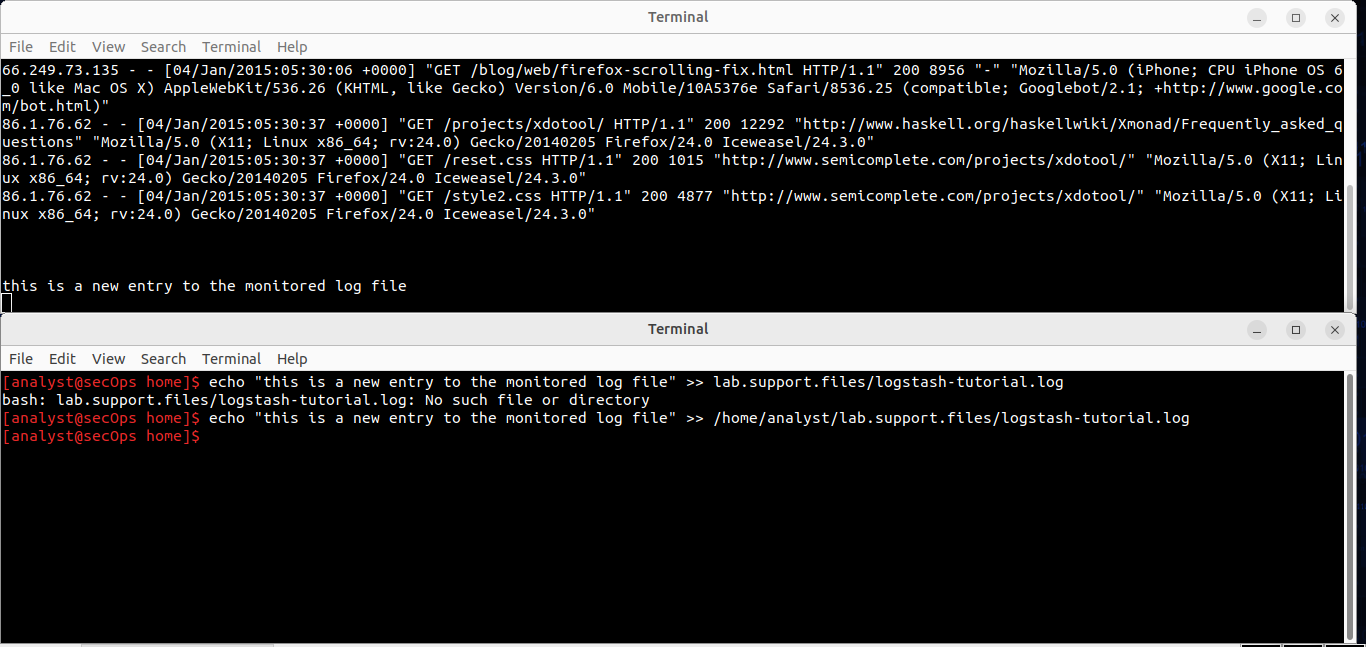 Terminal
File Edit View Search Terminal Help
66.249.73.135 - - [04/Jan/2015:05:30:06 +0000] "GET /blog/web/firefox-scrolling-fix.html HTTP/1.1" 200 8956 "-" "Mozilla/5.0 (iPhone; CPU iPhone OS 6
_0 like Mac OS X) AppleWebKit/536.26 (KHTML, like Gecko) Version/6.0 Mobile/10A5376e Safari/8536.25 (compatible; Googlebot/2.1; +http://www.google.co
m/bot.html)"
86.1.76.62 - - [04/Jan/2015:05:30:37 +0000] "GET /projects/xdotool/ HTTP/1.1" 200 12292 "http://www.haskell.org/haskellwiki/Xmonad/Frequently_asked_q
uestions" "Mozilla/5.0 (X11; Linux x86_64; rv:24.0) Gecko/20140205 Firefox/24.0 Iceweasel/24.3.0"
86.1.76.62 - - [04/Jan/2015:05:30:37 +0000] "GET /reset.css HTTP/1.1" 200 1015 "http://www.semicomplete.com/projects/xdotool/" "Mozilla/5.0 (X11; Lin
ux x86_64; rv:24.0) Gecko/20140205 Firefox/24.0 Iceweasel/24.3.0"
86.1.76.62 - - [04/Jan/2015:05:30:37 +0000] "GET /style2.css HTTP/1.1" 200 4877 "http://www.semicomplete.com/projects/xdotool/" "Mozilla/5.0 (X11; Li
nux x86_64; rv:24.0) Gecko/20140205 Firefox/24.0 Iceweasel/24.3.0"
this is a new entry to the monitored log file
Terminal
File Edit View Search Terminal Help
[analyst@secOps home]$ echo "this is a new entry to the monitored log file" >> lab.support.files/logstash-tutorial.log
bash: lab.support.files/logstash-tutorial.log: No such file or directory
[analyst@secOps home]$ echo "this is a new entry to the monitored log file" >> /home/analyst/lab.support.files/logstash-tutorial.log
[analyst@secOps home]$